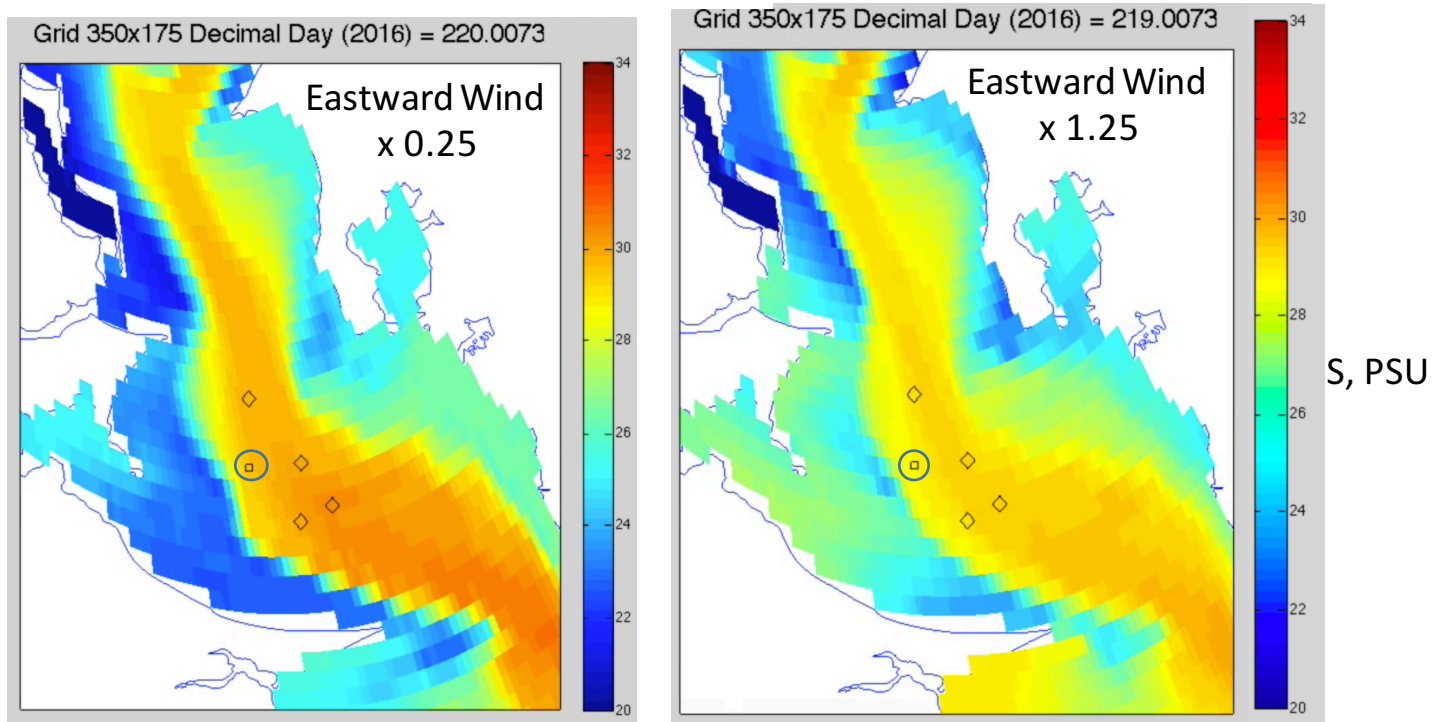 Grid 350x175 Decimal Day (2016) = 220.0073
Eastward Wind
x 0.25
34
32
30
28
26
24
22
20
Grid 350x175 Decimal Day (2016) = 219.0073
Eastward Wind
x 1.25
34
32
30
28
26
24
22
20
S, PSU